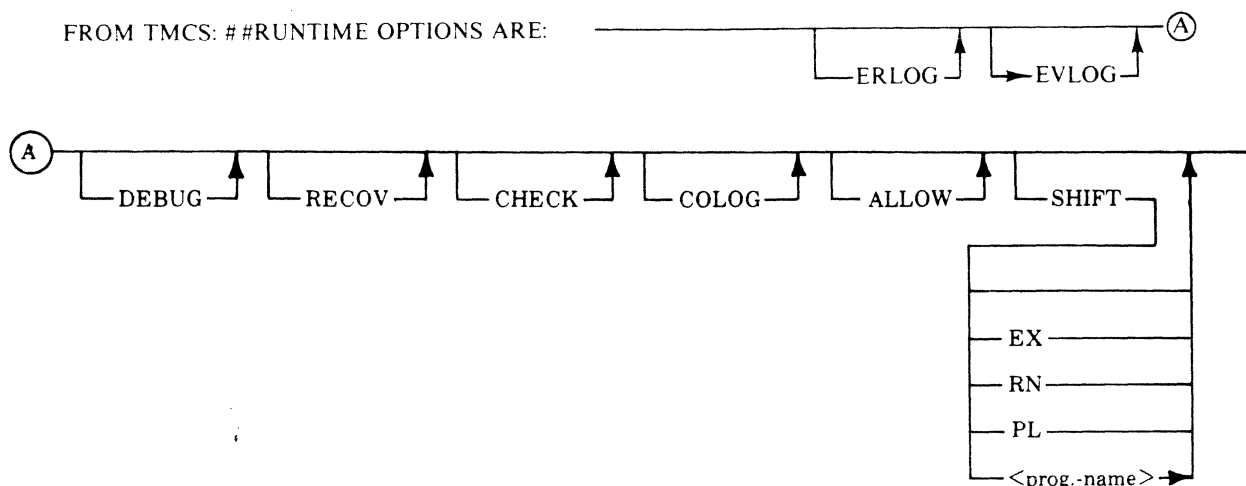 FROM TMCS: ##RUNTIME OPTIONS ARE: A
ERLOG EVLOG
A
DEBUG RECOV CHECK COLOG ALLOW SHIFT
EX
RN
PL
<prog.-name>